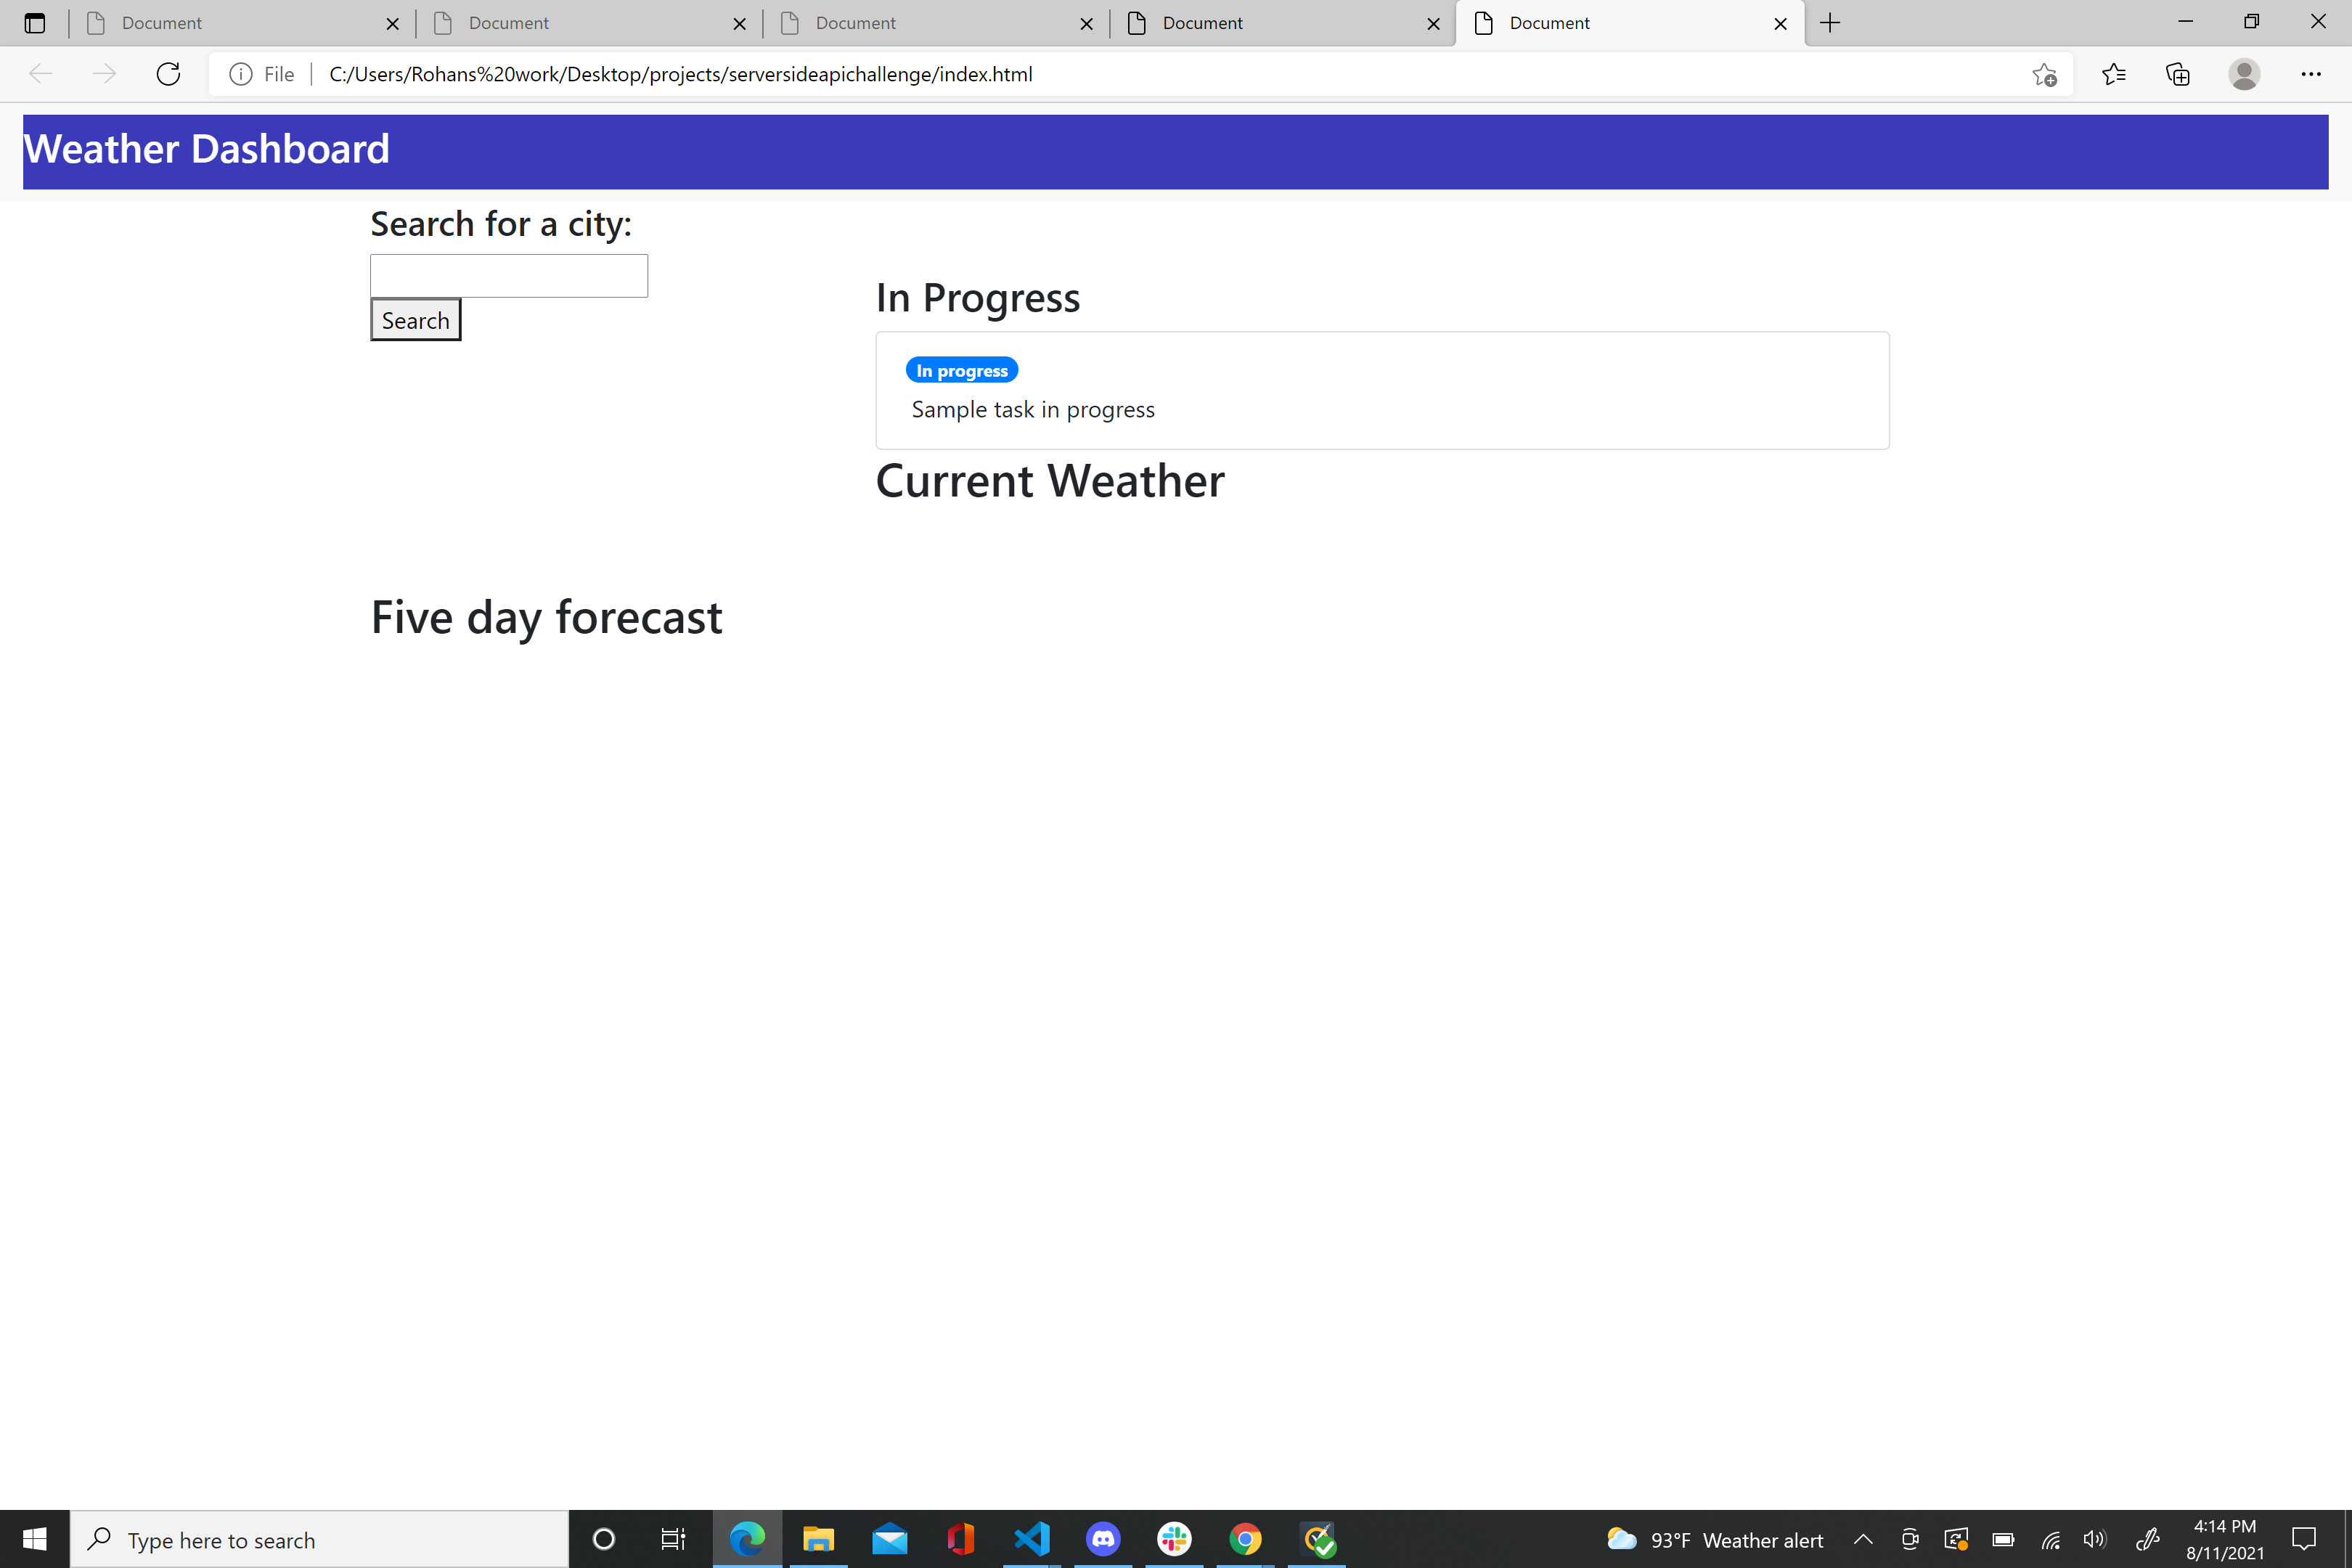 Document
Document
Document
Document
Document
File
C:/Users/Rohans%20work/Desktop/projects/serversideapichallenge/index.html
Weather Dashboard
Search for a city:
Search
In Progress
In progress
Sample task in progress
Current Weather
Five day forecast
Type here to search
93°F Weather alert
4:14 PM
8/11/2021